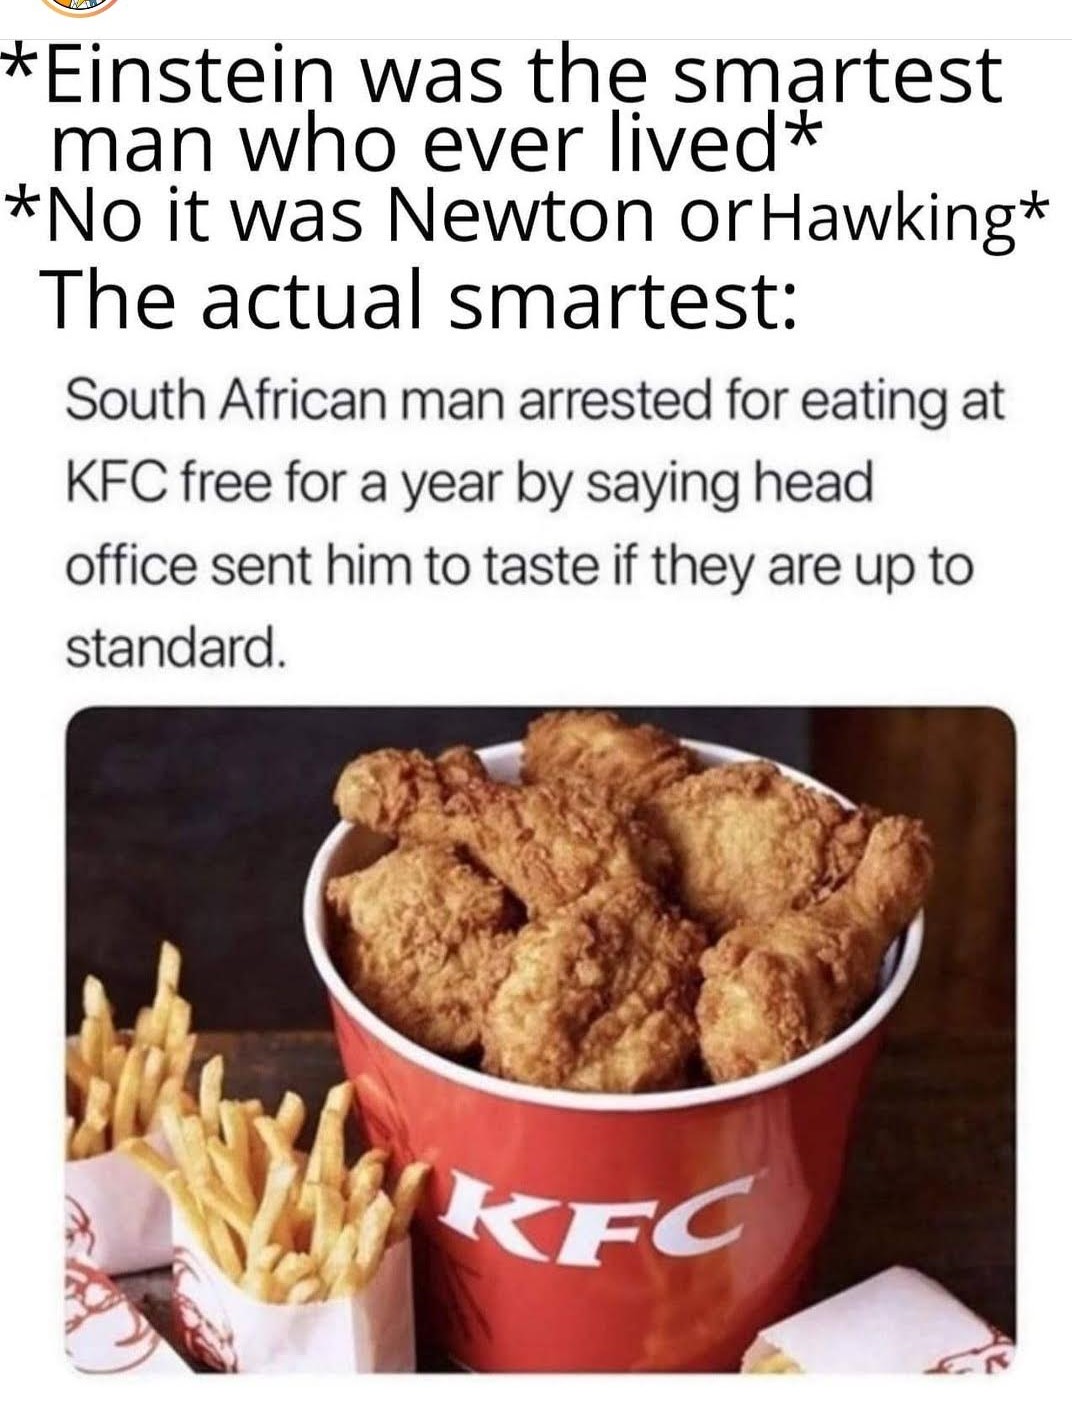 *Einstein was the smartest
man who ever lived*
*No it was Newton or Hawking*
The actual smartest:
South African man arrested for eating at
KFC free for a year by saying head
office sent him to taste if they are up to
standard.
KFC